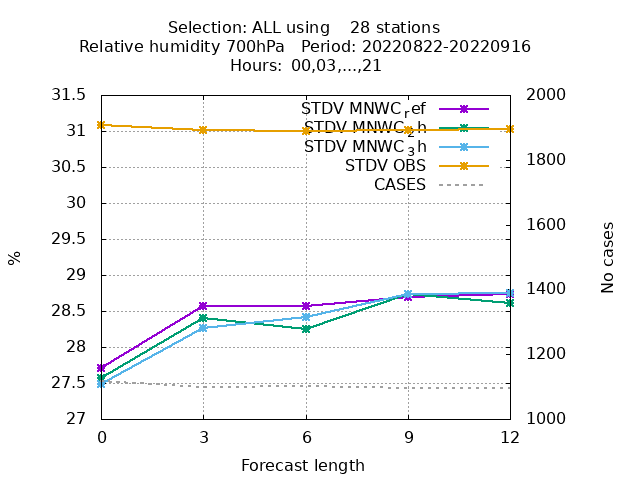 Selection: ALL using 28 stations
Relative humidity 700hPa Period: 20220822-20220916
Hours: 00,03,...,21
STDV MNWC_ref
STDV MNWC_2h
STDV MNWC_3h
STDV OBS
CASES
%
31.5
31
30.5
30
29.5
29
28.5
28
27.5
27
2000
1800
1600
1400
1200
1000
No cases
0 3 6 9 12
Forecast length